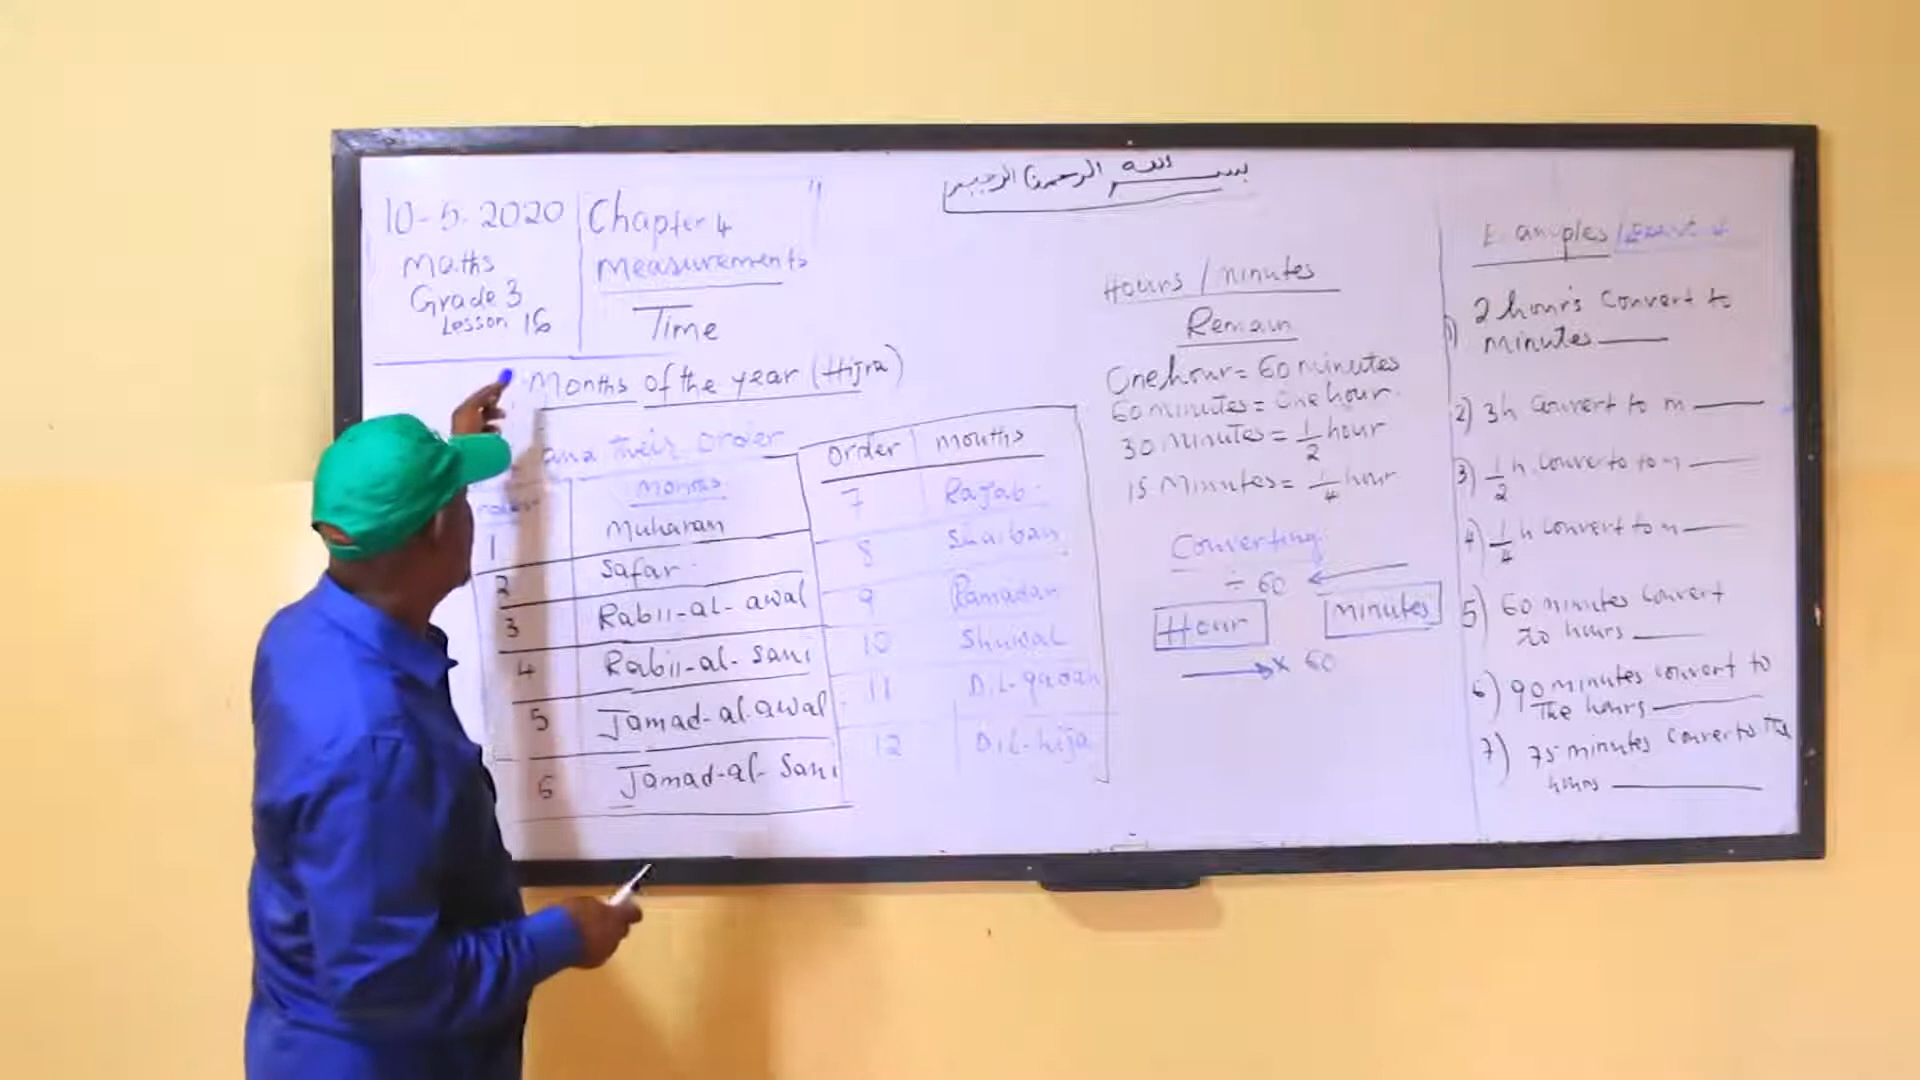 بسم الله الرحمن الرحيم
10-5-2020
Maths
Grade 3
Lesson 16
Chapter 4
Measurements
Time
Months of the year (Hijra)
and their order
months
1 Muharam
2 Safar
3 Rabii-al-awal
4 Rabii-al-sani
5 Jamad-al-awal
6 Jamad-al-sani
order months
7 Rajab
8 Shaiban
9 Ramadan
10 Shuwal
11 D.il-qadah
12 D.il-hija
Hours / minutes
Remain
One hour = 60 minutes
60 minutes = one hour
30 minutes = 1/2 hour
15 Minutes = 1/4 hour
Converting
÷ 60
Hour minutes
x 60
Examples
1) 2 hours convert to
minutes
2) 3h convert to m
3) 1/2 h convert to m
4) 1/4 h convert to m
5) 60 minutes convert
to hours
6) 90 minutes convert to
the hours
7) 75 minutes convert to the
hours